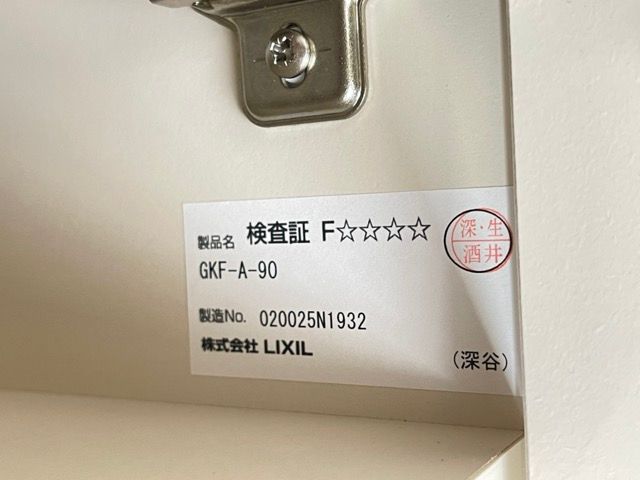 検査証 F☆☆☆☆
製品名
GKF-A-90
製造No. 020025N1932
株式会社 LIXIL
(深谷)
深・生
酒井